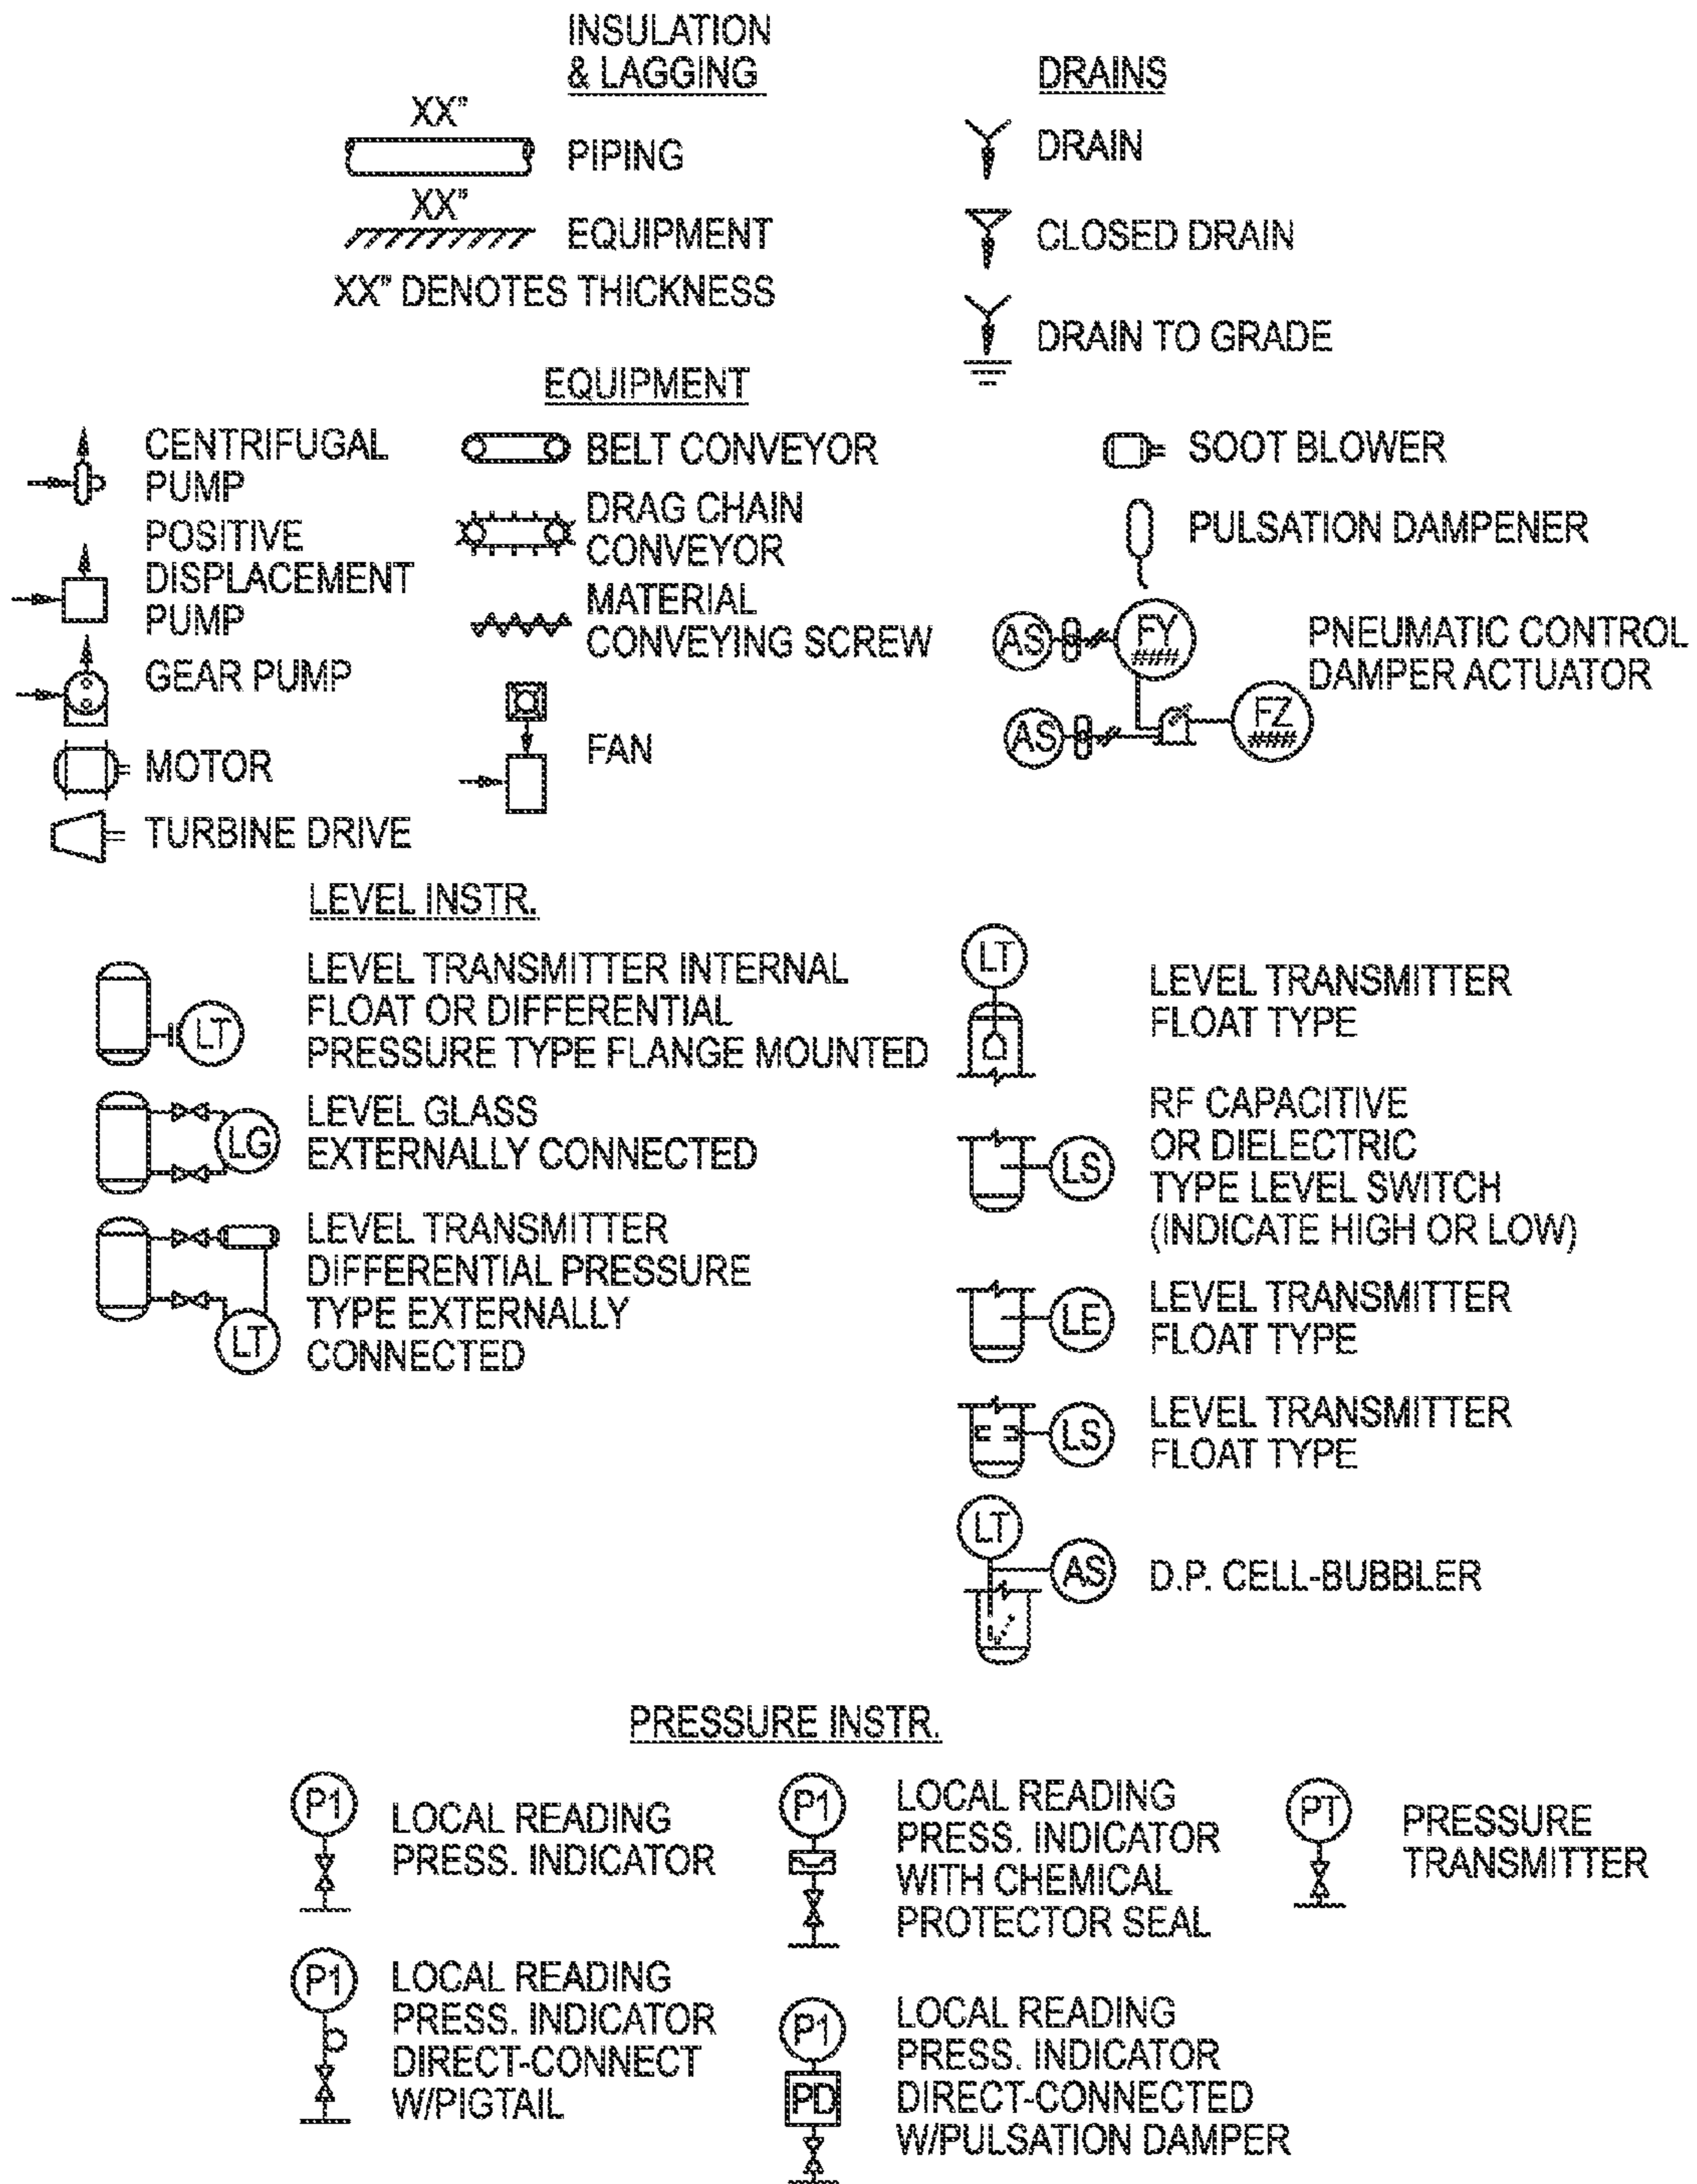 INSULATION
& LAGGING
XX"
PIPING
XX"
EQUIPMENT
XX" DENOTES THICKNESS
DRAINS
DRAIN
CLOSED DRAIN
DRAIN TO GRADE
EQUIPMENT
CENTRIFUGAL
PUMP
POSITIVE
DISPLACEMENT
PUMP
GEAR PUMP
MOTOR
TURBINE DRIVE
BELT CONVEYOR
DRAG CHAIN
CONVEYOR
MATERIAL
CONVEYING SCREW
FAN
SOOT BLOWER
PULSATION DAMPENER
AS
FY
####
AS
FZ
####
PNEUMATIC CONTROL
DAMPER ACTUATOR
LEVEL INSTR.
LT
LEVEL TRANSMITTER INTERNAL
FLOAT OR DIFFERENTIAL
PRESSURE TYPE FLANGE MOUNTED
LG
LEVEL GLASS
EXTERNALLY CONNECTED
LT
LEVEL TRANSMITTER
DIFFERENTIAL PRESSURE
TYPE EXTERNALLY
CONNECTED
LT
LEVEL TRANSMITTER
FLOAT TYPE
LS
RF CAPACITIVE
OR DIELECTRIC
TYPE LEVEL SWITCH
(INDICATE HIGH OR LOW)
LE
LEVEL TRANSMITTER
FLOAT TYPE
LS
LEVEL TRANSMITTER
FLOAT TYPE
LT
AS
D.P. CELL-BUBBLER
PRESSURE INSTR.
P1
LOCAL READING
PRESS. INDICATOR
P1
LOCAL READING
PRESS. INDICATOR
DIRECT-CONNECT
W/PIGTAIL
P1
LOCAL READING
PRESS. INDICATOR
WITH CHEMICAL
PROTECTOR SEAL
P1
PD
LOCAL READING
PRESS. INDICATOR
DIRECT-CONNECTED
W/PULSATION DAMPER
PT
PRESSURE
TRANSMITTER